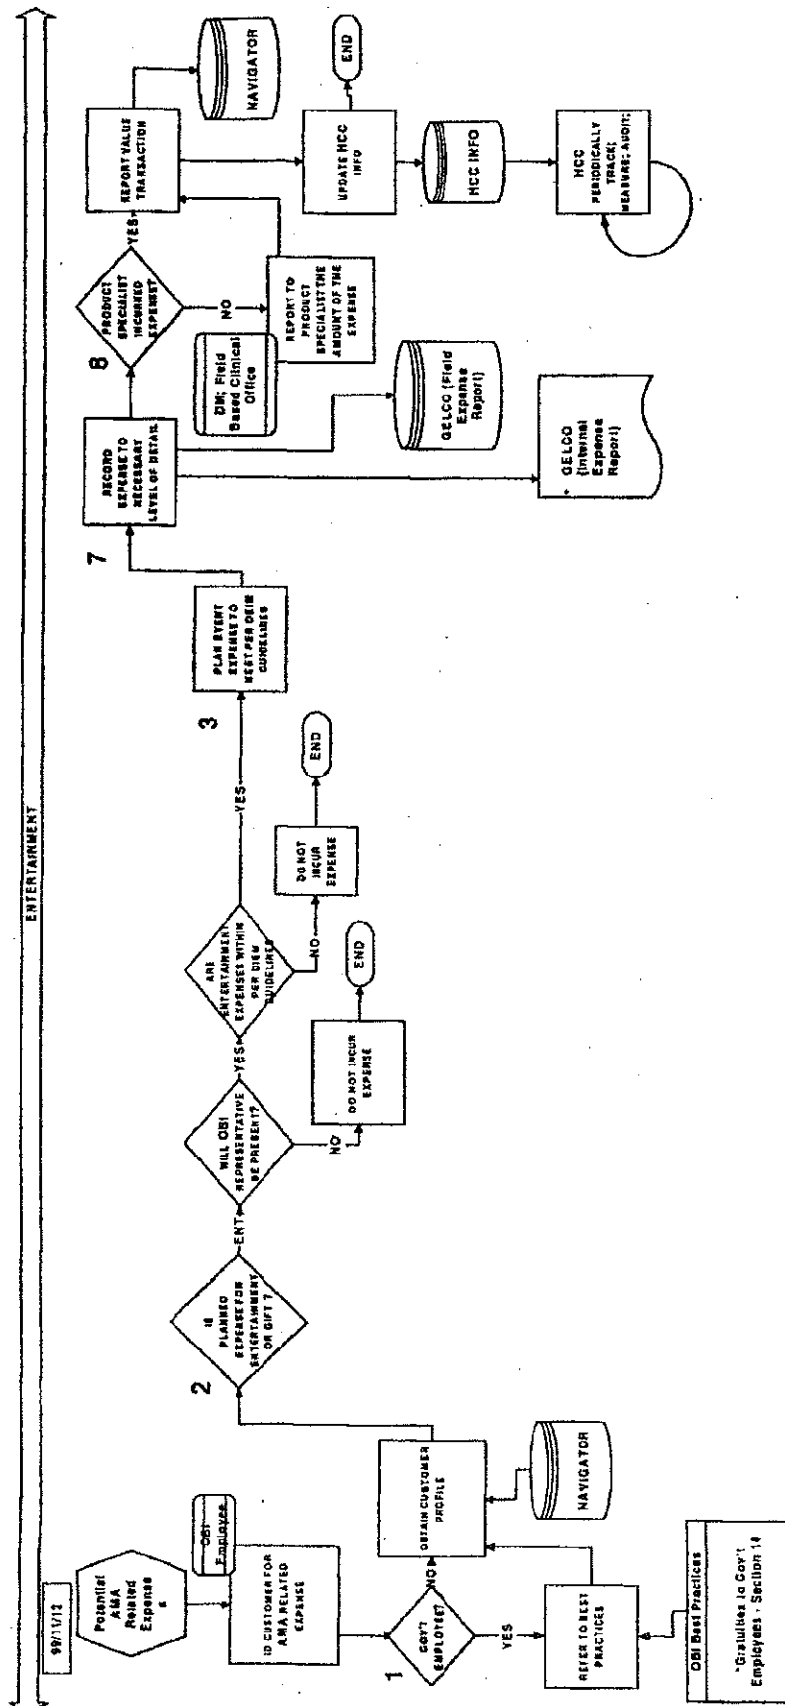 ENTERTAINMENT
99/11/12
Potential
AMA
Related
Expense
s
OBI
Employee
ID CUSTOMER FOR
AMA RELATED
EXPENSE
1
GOV'T
EMPLOYEE?
NO
YES
REFER TO BEST
PRACTICES
OBI Best Practices
"Gratuities to Gov't
Employees - Section 18
OBTAIN CUSTOMER
PROFILE
NAVIGATOR
2
IS
PLANNED
EXPENSE FOR
ENTERTAINMENT
OR GIFT ?
ENT
WILL OBI
REPRESENTATIVE
BE PRESENT?
NO
YES
DO NOT INCUR
EXPENSE
END
ARE
ENTERTAINMENT
EXPENSES WITHIN
PER DIEM
GUIDELINES
NO
YES
DO NOT
INCUR
EXPENSE
END
3
PLAN EVENT
EXPENSE TO
MEET PER DEIM
GUIDELINES
7
RECORD
EXPENSE TO
NECESSARY
LEVEL OF DETAIL
GELCO (Field
Expense
Report)
* GELCO
(Internal
Expense
Report)
8
PRODUCT
SPECIALIST
INCURRED
EXPENSE?
YES
NO
DM; Field
Based Clinical
Office
REPORT TO
PRODUCT
SPECIALIST THE
AMOUNT OF THE
EXPENSE
REPORT VALUE
TRANSACTION
NAVIGATOR
UPDATE HCC
INFO
END
HCC INFO
HCC
PERIODICALLY
TRACK;
MEASURE; AUDIT;